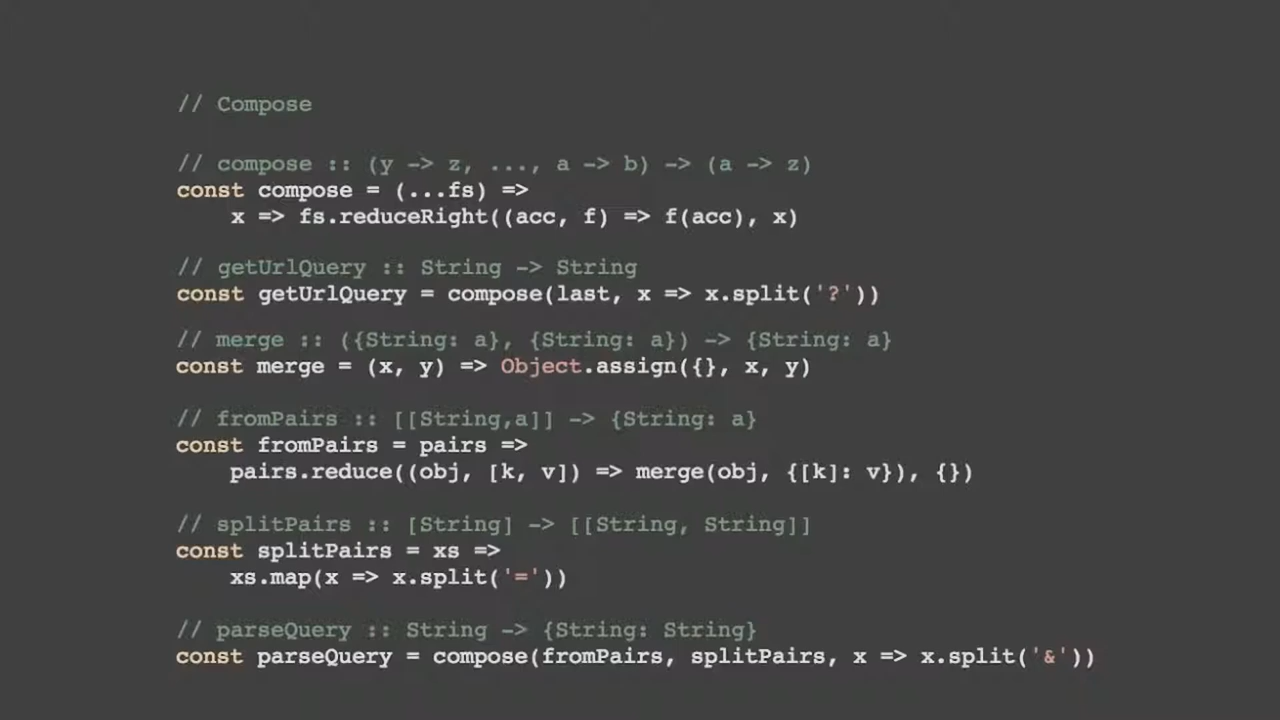 // Compose
// compose :: (y -> z, ..., a -> b) -> (a -> z)
const compose = (...fs) =>
x => fs.reduceRight((acc, f) => f(acc), x)
// getUrlQuery :: String -> String
const getUrlQuery = compose(last, x => x.split('?'))
// merge :: ({String: a}, {String: a}) -> {String: a}
const merge = (x, y) => Object.assign({}, x, y)
// fromPairs :: [[String,a]] -> {String: a}
const fromPairs = pairs =>
pairs.reduce((obj, [k, v]) => merge(obj, {[k]: v}), {})
// splitPairs :: [String] -> [[String, String]]
const splitPairs = xs =>
xs.map(x => x.split('='))
// parseQuery :: String -> {String: String}
const parseQuery = compose(fromPairs, splitPairs, x => x.split('&'))